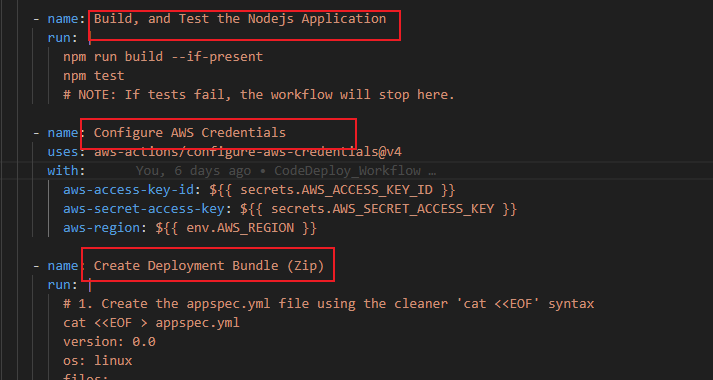 - name: Build, and Test the Nodejs Application
run: |
npm run build --if-present
npm test
# NOTE: If tests fail, the workflow will stop here.
- name: Configure AWS Credentials
uses: aws-actions/configure-aws-credentials@v4
with: You, 6 days ago • CodeDeploy_Workflow …
aws-access-key-id: ${{ secrets.AWS_ACCESS_KEY_ID }}
aws-secret-access-key: ${{ secrets.AWS_SECRET_ACCESS_KEY }}
aws-region: ${{ env.AWS_REGION }}
- name: Create Deployment Bundle (Zip)
run: |
# 1. Create the appspec.yml file using the cleaner 'cat <<EOF' syntax
cat <<EOF > appspec.yml
version: 0.0
os: linux
files: